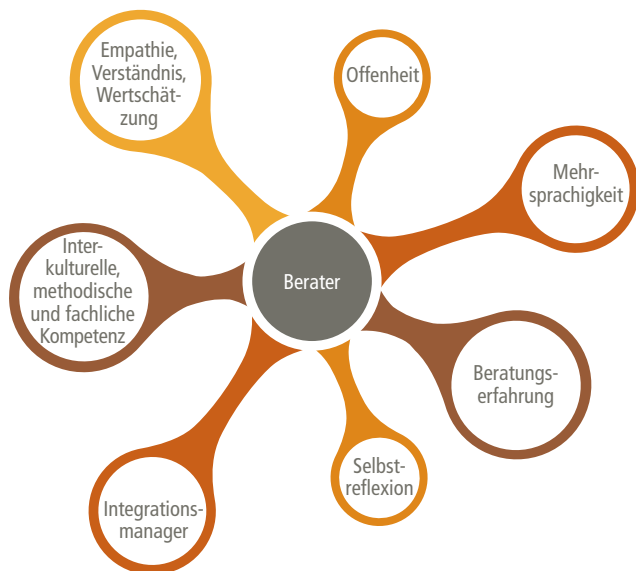 Empathie,
Verständnis,
Wertschät-
zung
Offenheit
Mehr-
sprachigkeit
Inter-
kulturelle,
methodische
und fachliche
Kompetenz
Berater
Beratungs-
erfahrung
Selbst-
reflexion
Integrations-
manager